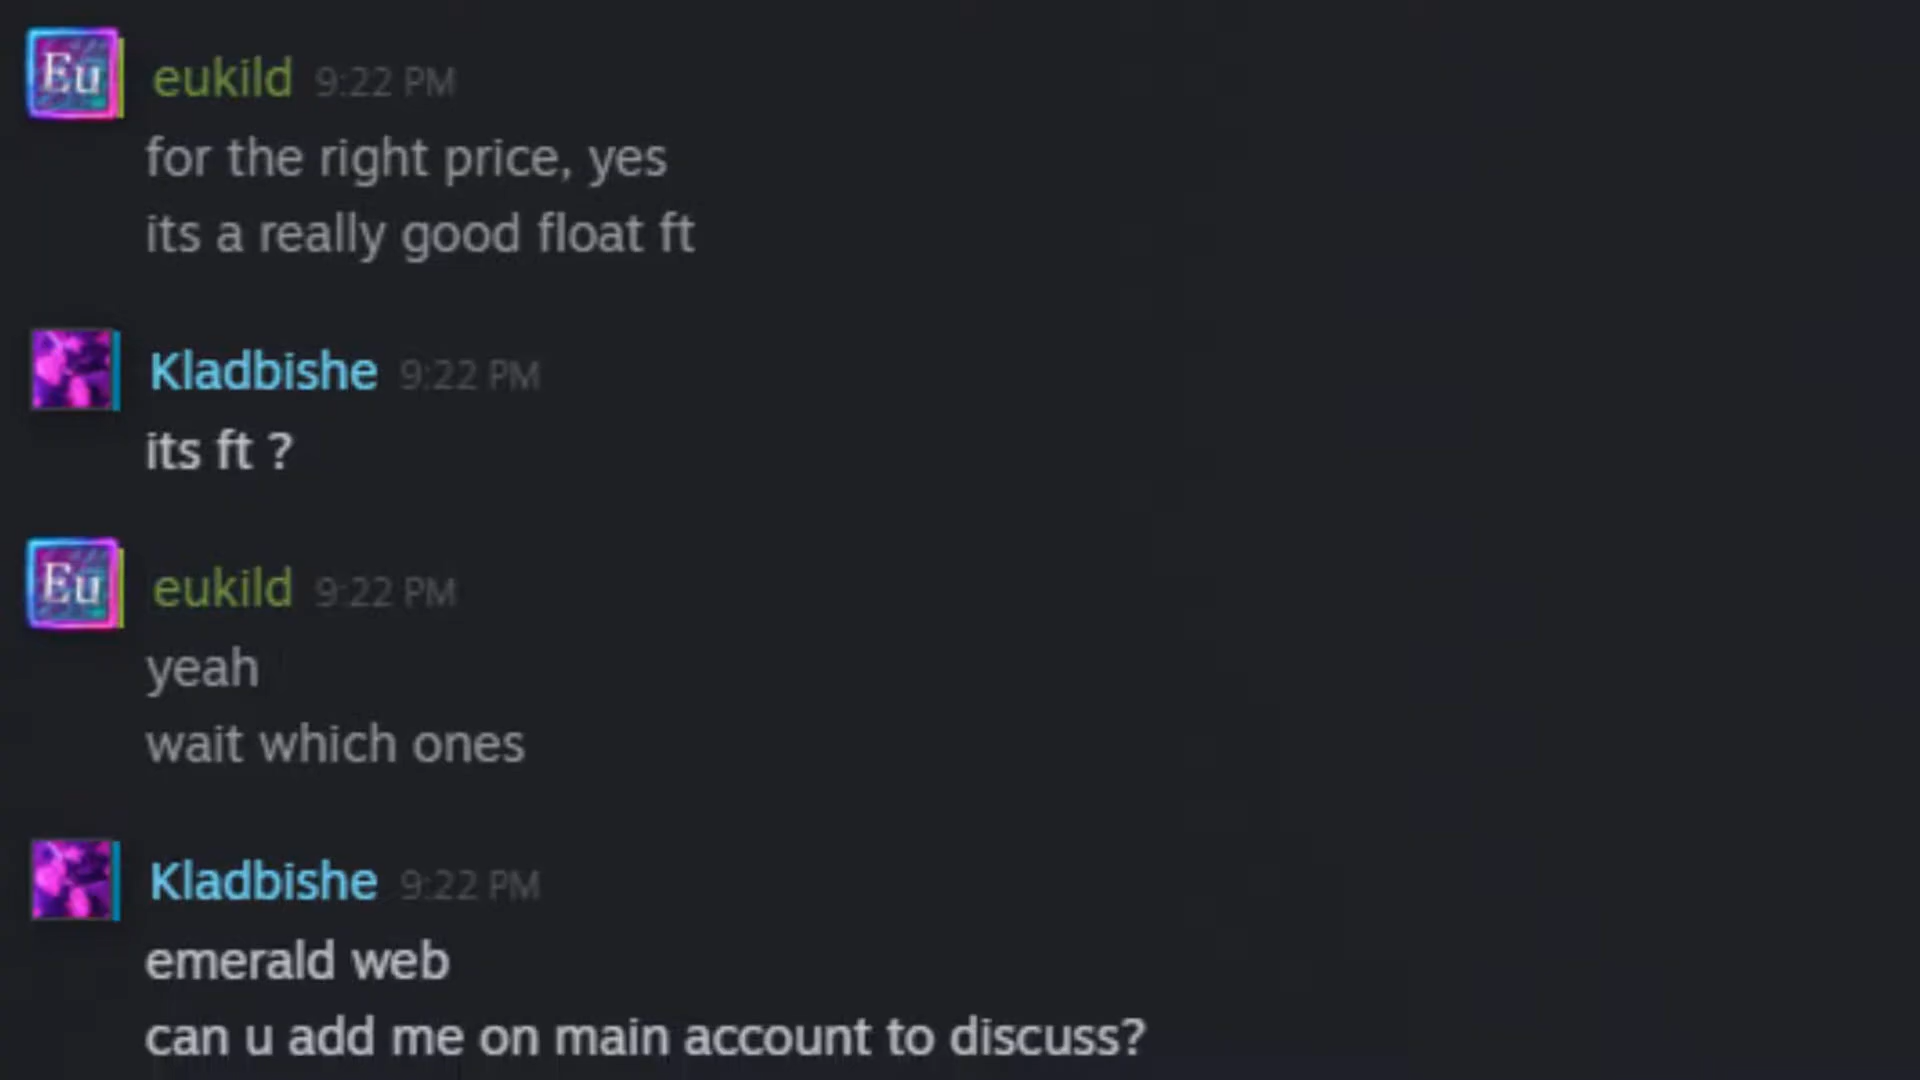 Eu
eukild 9:22 PM
for the right price, yes
its a really good float ft
Kladbishe 9:22 PM
its ft ?
Eu
eukild 9:22 PM
yeah
wait which ones
Kladbishe 9:22 PM
emerald web
can u add me on main account to discuss?